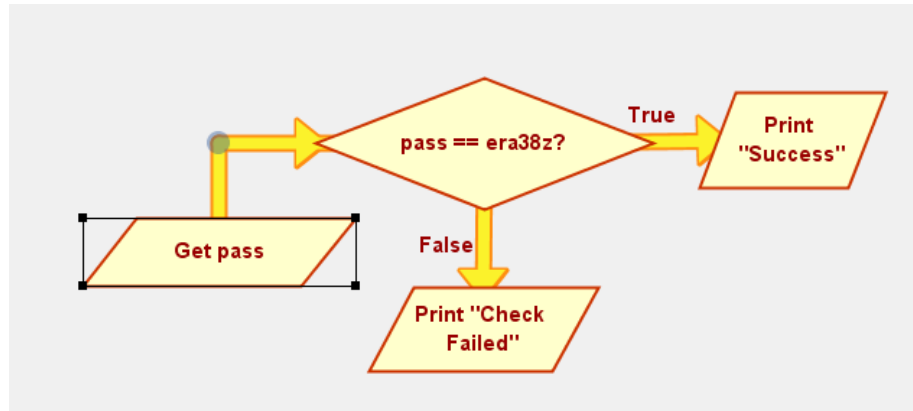 pass == era38z?
True
Print
"Success"
Get pass
False
Print "Check
Failed"